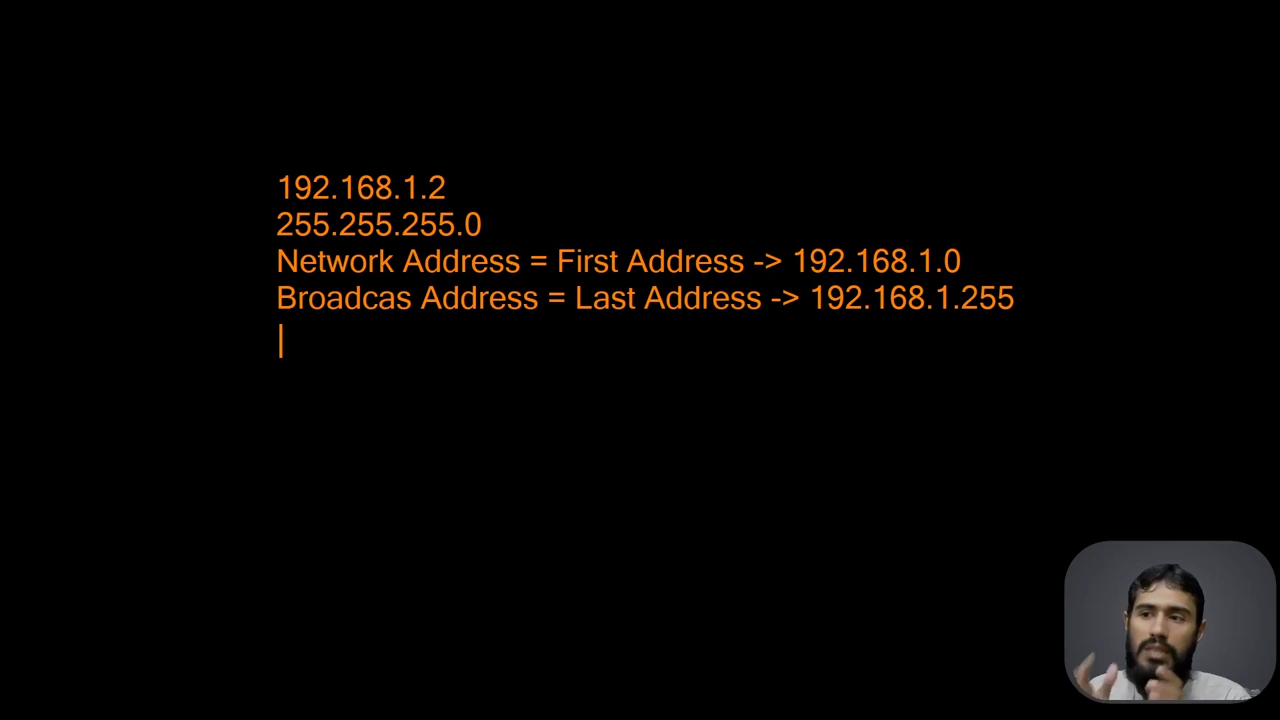 192.168.1.2
255.255.255.0
Network Address = First Address -> 192.168.1.0
Broadcas Address = Last Address -> 192.168.1.255